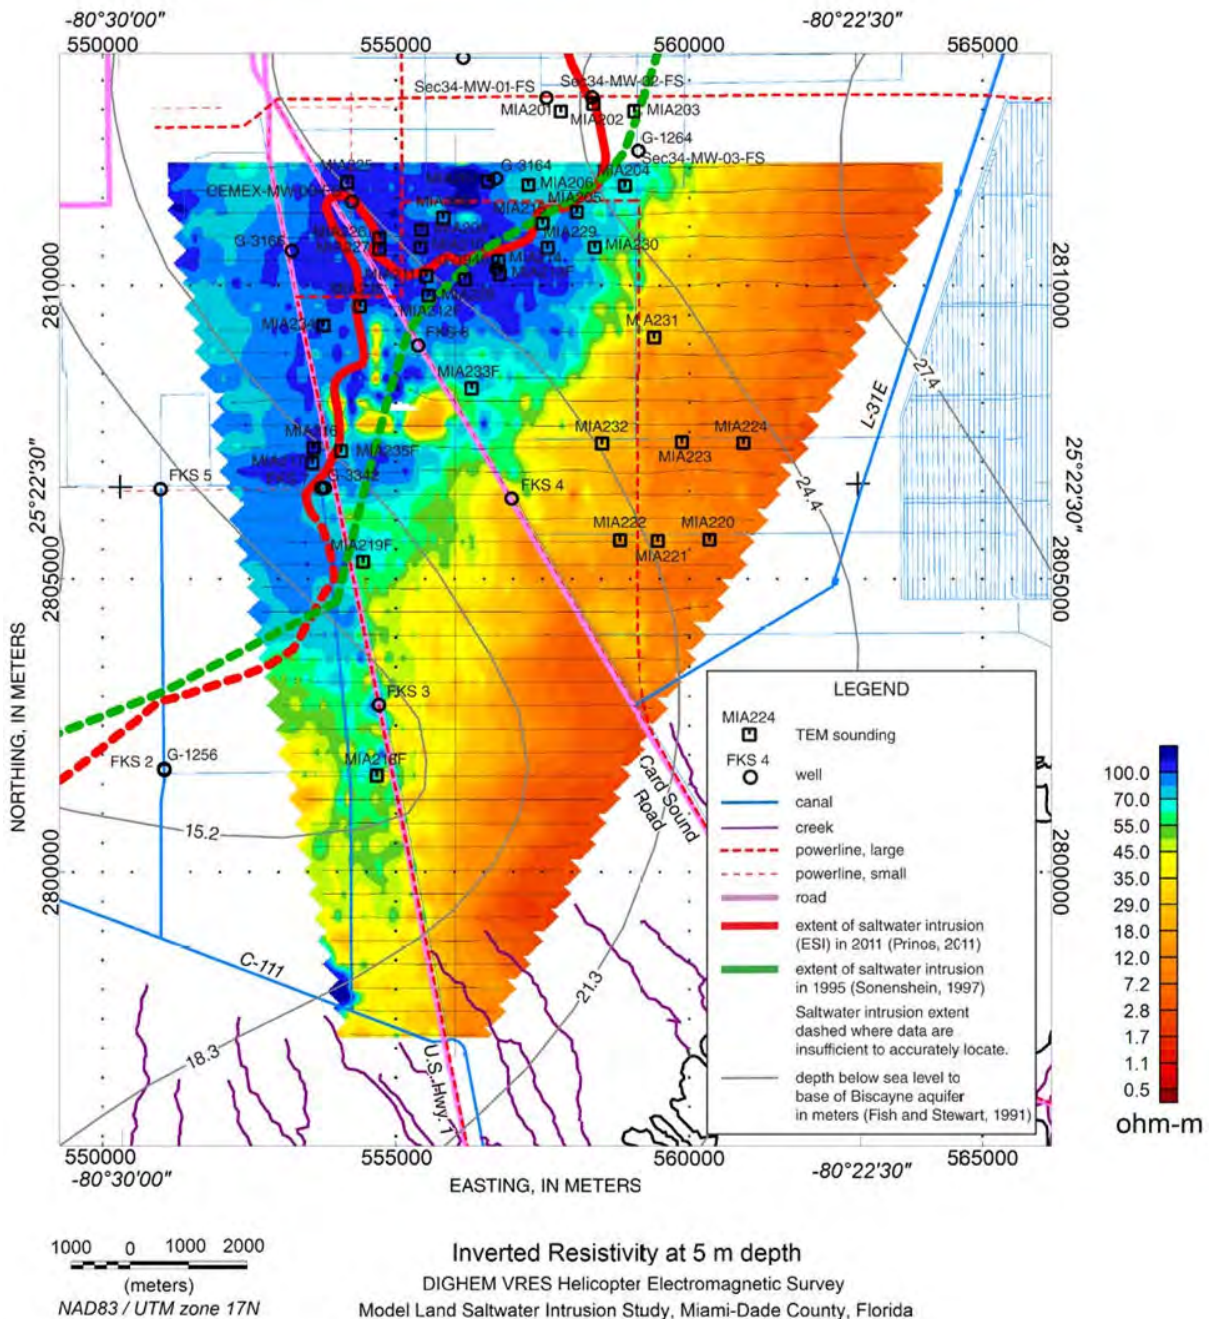 -80°30'00"
-80°22'30"
550000
555000
560000
565000
Sec34-MW-01-FS
Sec34-MW-02-FS
MIA201
MIA202
MIA203
G-1264
Sec34-MW-03-FS
MIA225
G-3164
MIA206
MIA204
MIA205
G-3166
MIA229
MIA230
2810000
2810000
MIA231
FKS 8
27.4
MIA233F
L-31E
MIA232
MIA224
MIA216
MIA235F
MIA223
25°22'30"
25°22'30"
FKS 5
G-3342
FKS 4
24.4
MIA222
MIA220
MIA221
MIA219F
2805000
2805000
NORTHING, IN METERS
FKS 3
FKS 2
G-1256
MIA218F
15.2
Card Sound
Road
2800000
2800000
C-111
21.3
18.3
U.S. Hwy. 1
LEGEND
MIA224
TEM sounding
FKS 4
well
canal
creek
powerline, large
powerline, small
road
extent of saltwater intrusion
(ESI) in 2011 (Prinos, 2011)
extent of saltwater intrusion
in 1995 (Sonenshein, 1997)
Saltwater intrusion extent
dashed where data are
insufficient to accurately locate.
depth below sea level to
base of Biscayne aquifer
in meters (Fish and Stewart, 1991)
100.0
70.0
55.0
45.0
35.0
29.0
18.0
12.0
7.2
2.8
1.7
1.1
0.5
ohm-m
550000
555000
560000
565000
-80°30'00"
-80°22'30"
EASTING, IN METERS
1000 0 1000 2000
(meters)
NAD83 / UTM zone 17N
Inverted Resistivity at 5 m depth
DIGHEM VRES Helicopter Electromagnetic Survey
Model Land Saltwater Intrusion Study, Miami-Dade County, Florida